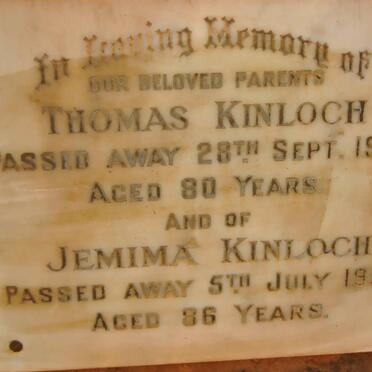 In Loving Memory of
OUR BELOVED PARENTS
THOMAS KINLOCH
PASSED AWAY 28TH SEPT. 19
AGED 80 YEARS
AND OF
JEMIMA KINLOCH
PASSED AWAY 5TH JULY 19
AGED 86 YEARS.